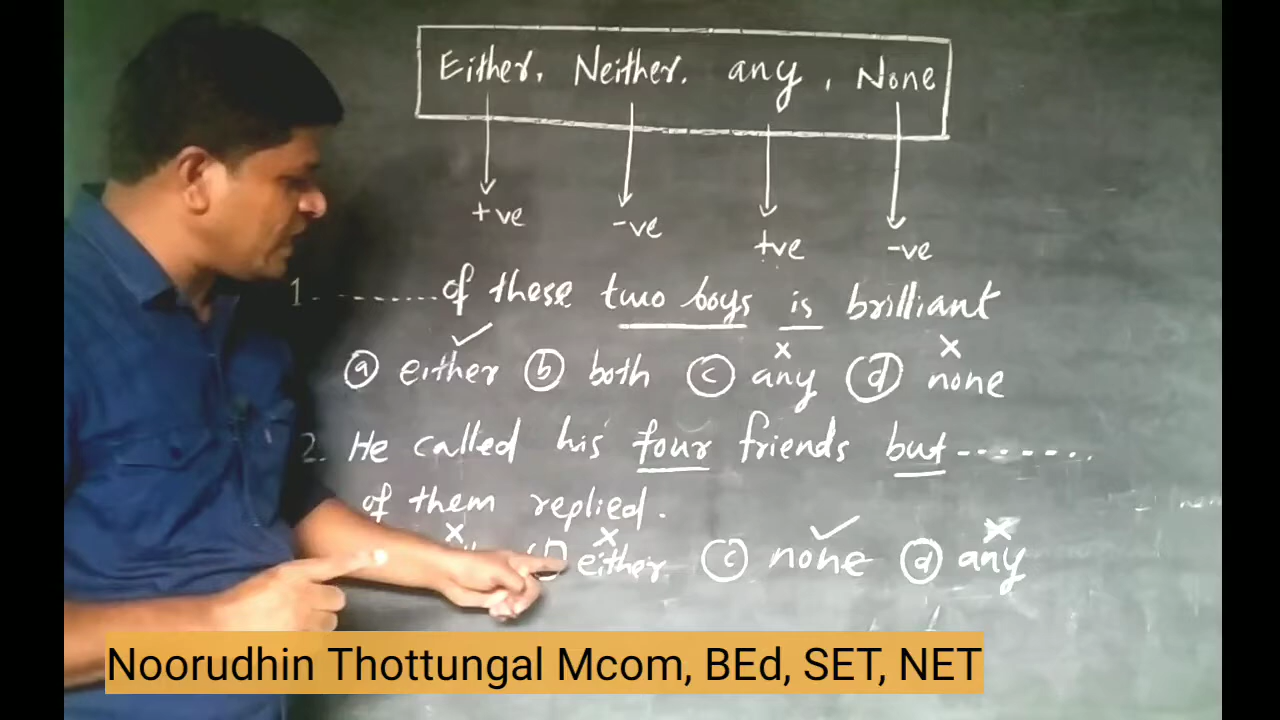 Either, Neither. any, None
+ve -ve +ve -ve
1. ........ of these two boys is brilliant
ⓐ either ⓑ both ⓒ any ⓓ none
2. He called his four friends but .......
of them replied.
either ⓒ none ⓓ any
Noorudhin Thottungal Mcom, BEd, SET, NET